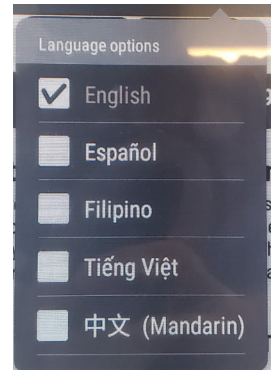 Language options
English
Español
Filipino
Tiếng Việt
中文 (Mandarin)